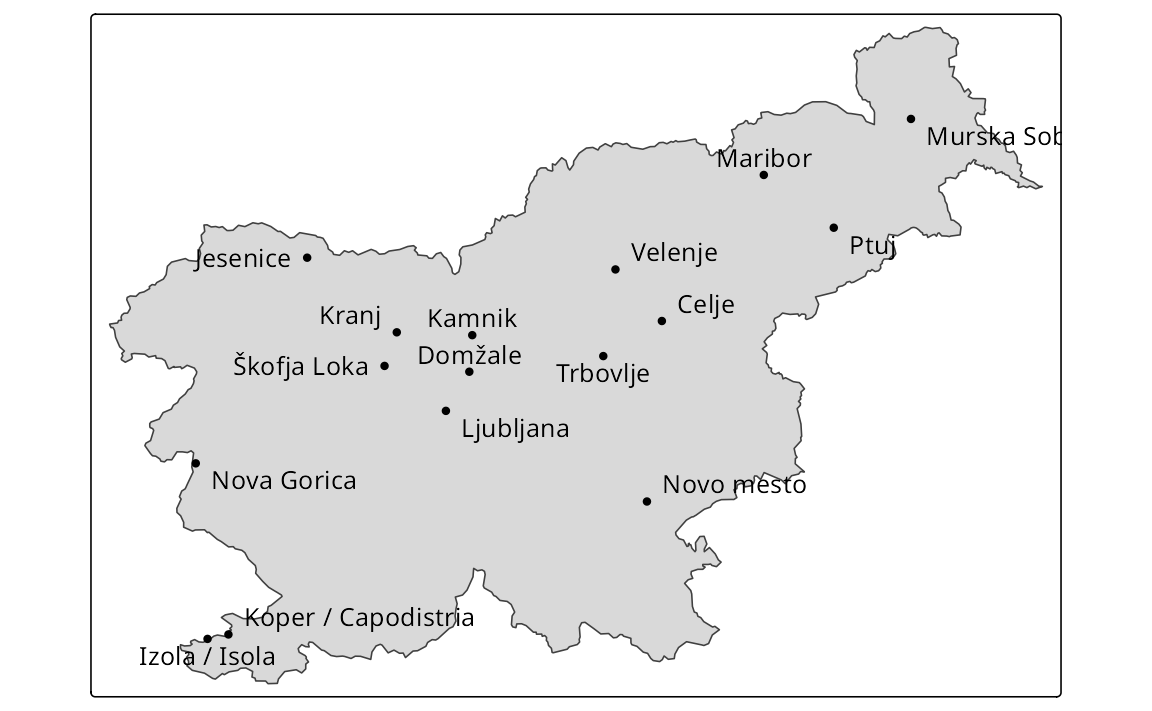 Murska Sob
Maribor
Ptuj
Velenje
Jesenice
Celje
Kranj
Kamnik
Domžale
Škofja Loka
Trbovlje
Ljubljana
Nova Gorica
Novo mesto
Koper / Capodistria
Izola / Isola